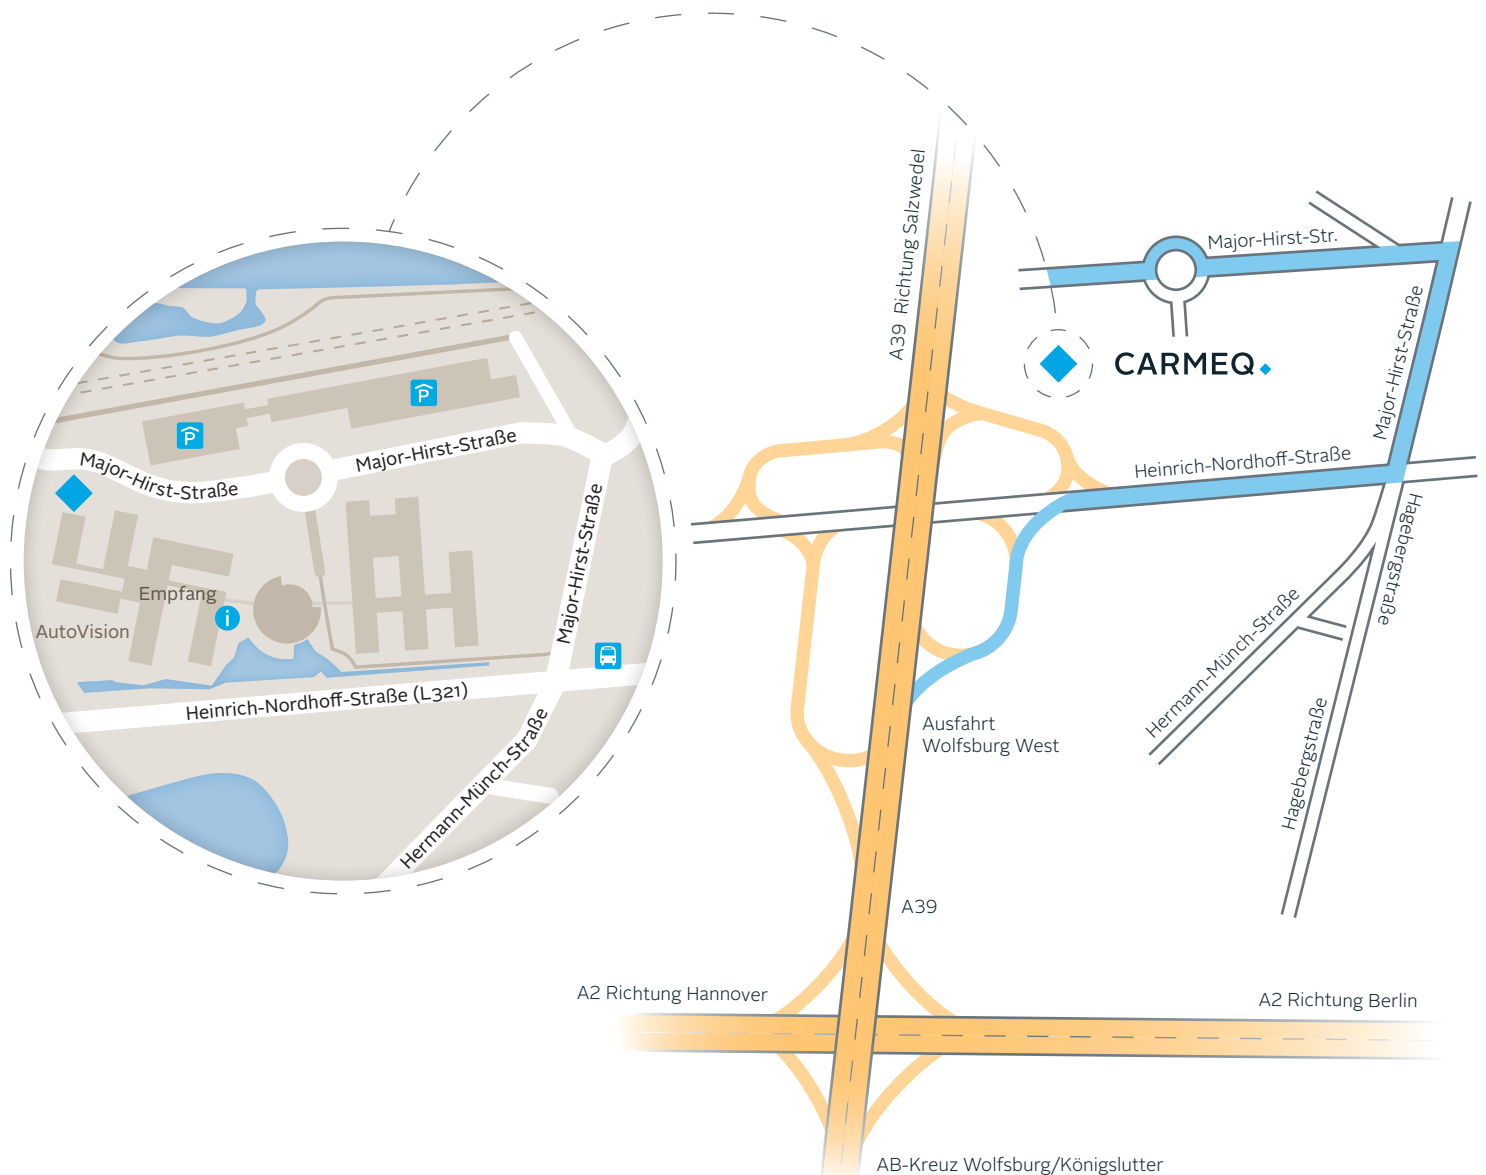 Major-Hirst-Straße
Major-Hirst-Straße
Major-Hirst-Straße
P
P
Empfang
i
AutoVision
Heinrich-Nordhoff-Straße (L321)
Hermann-Münch-Straße
A39 Richtung Salzwedel
Major-Hirst-Str.
Major-Hirst-Straße
CARMEQ
Heinrich-Nordhoff-Straße
Hagebergstraße
Hermann-Münch-Straße
Hagebergstraße
Ausfahrt
Wolfsburg West
A39
A2 Richtung Hannover
A2 Richtung Berlin
AB-Kreuz Wolfsburg/Königslutter